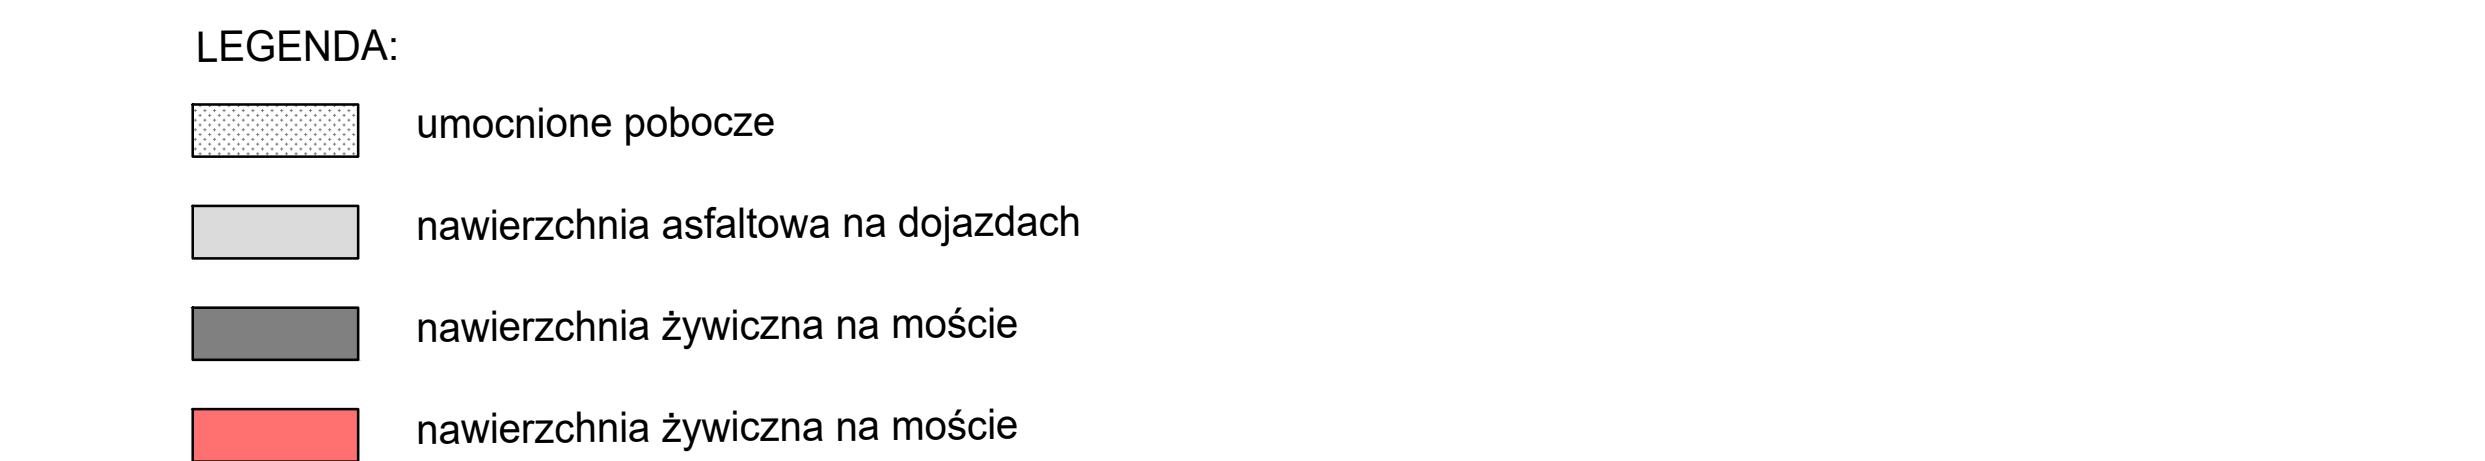 LEGENDA:
umocnione pobocze
nawierzchnia asfaltowa na dojazdach
nawierzchnia żywiczna na moście
nawierzchnia żywiczna na moście